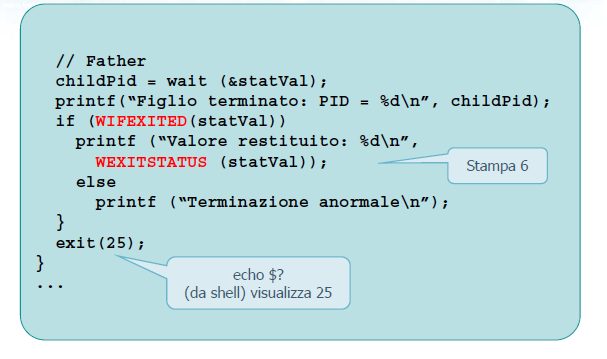 // Father
childPid = wait (&statVal);
printf(“Figlio terminato: PID = %d\n”, childPid);
if (WIFEXITED(statVal))
printf (“Valore restituito: %d\n”,
WEXITSTATUS (statVal));
Stampa 6
else
printf (“Terminazione anormale\n”);
}
exit(25);
}
echo $?
(da shell) visualizza 25
...